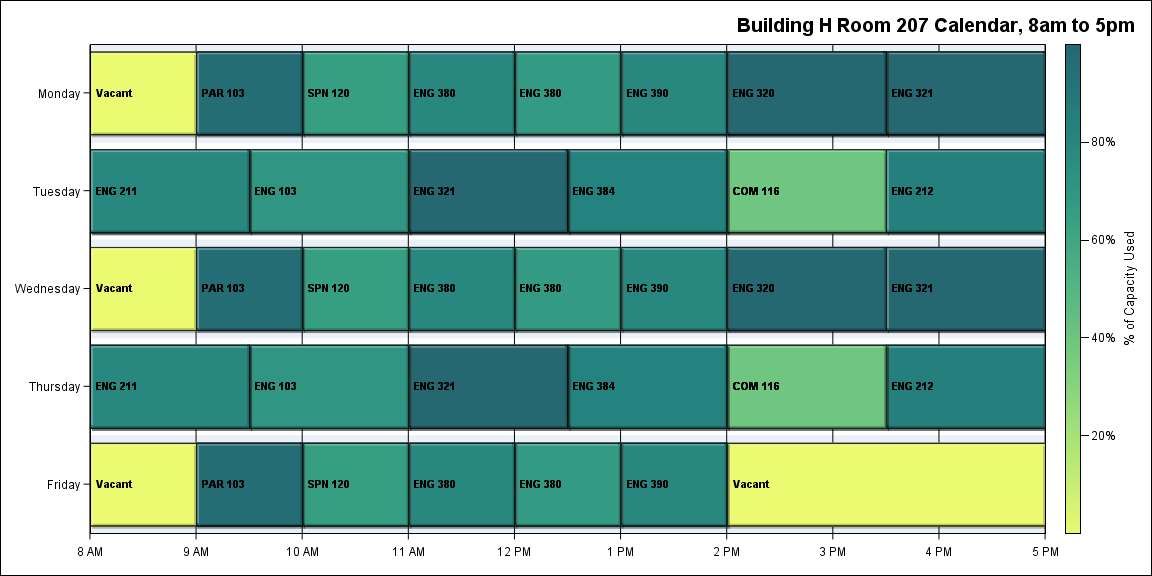 Building H Room 207 Calendar, 8am to 5pm
Monday
Vacant
PAR 103
SPN 120
ENG 380
ENG 380
ENG 390
ENG 320
ENG 321
Tuesday
ENG 211
ENG 103
ENG 321
ENG 384
COM 116
ENG 212
Wednesday
Vacant
PAR 103
SPN 120
ENG 380
ENG 380
ENG 390
ENG 320
ENG 321
Thursday
ENG 211
ENG 103
ENG 321
ENG 384
COM 116
ENG 212
Friday
Vacant
PAR 103
SPN 120
ENG 380
ENG 380
ENG 390
Vacant
8 AM
9 AM
10 AM
11 AM
12 PM
1 PM
2 PM
3 PM
4 PM
5 PM
80%
60%
40%
20%
% of Capacity Used